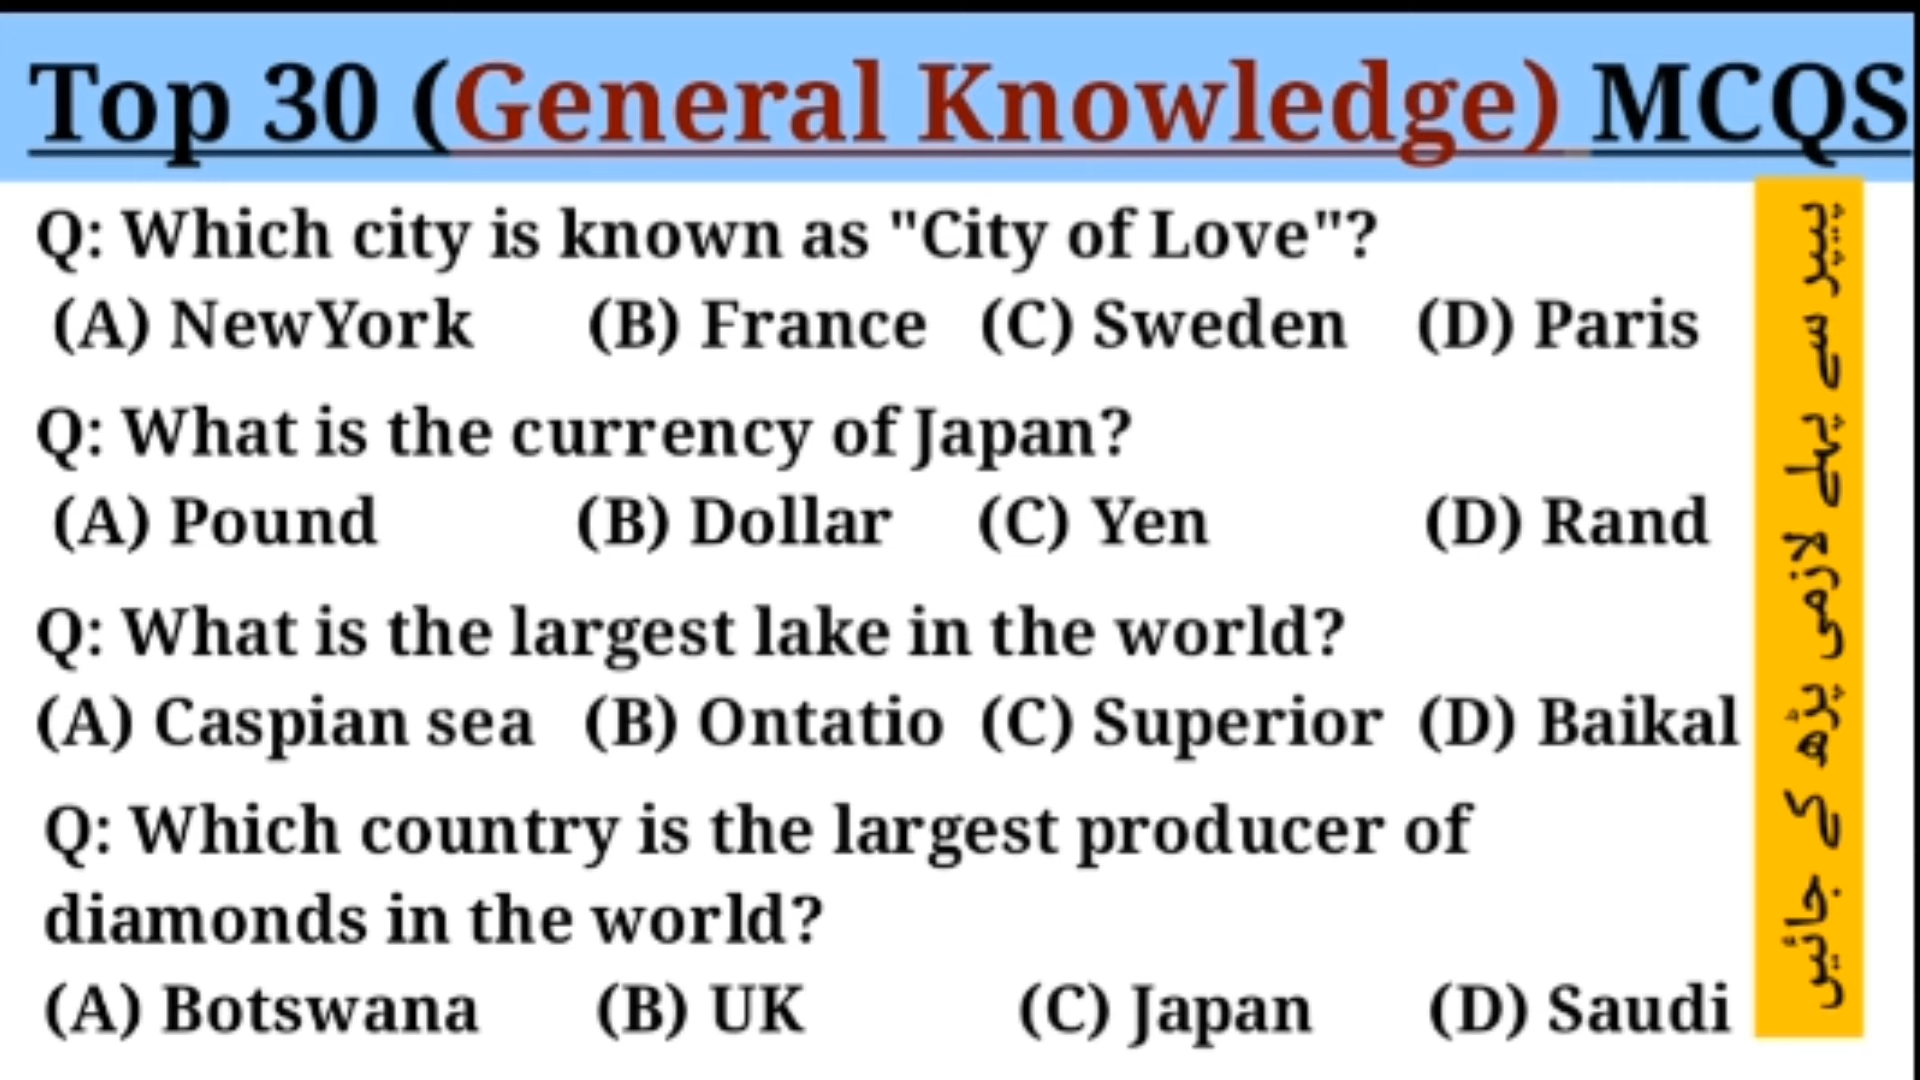 Top 30 (General Knowledge) MCQS
Q: Which city is known as "City of Love"?
(A) NewYork (B) France (C) Sweden (D) Paris
Q: What is the currency of Japan?
(A) Pound (B) Dollar (C) Yen (D) Rand
Q: What is the largest lake in the world?
(A) Caspian sea (B) Ontatio (C) Superior (D) Baikal
Q: Which country is the largest producer of
diamonds in the world?
(A) Botswana (B) UK (C) Japan (D) Saudi
پیپر سے پہلے لازمی پڑھ کے جائیں